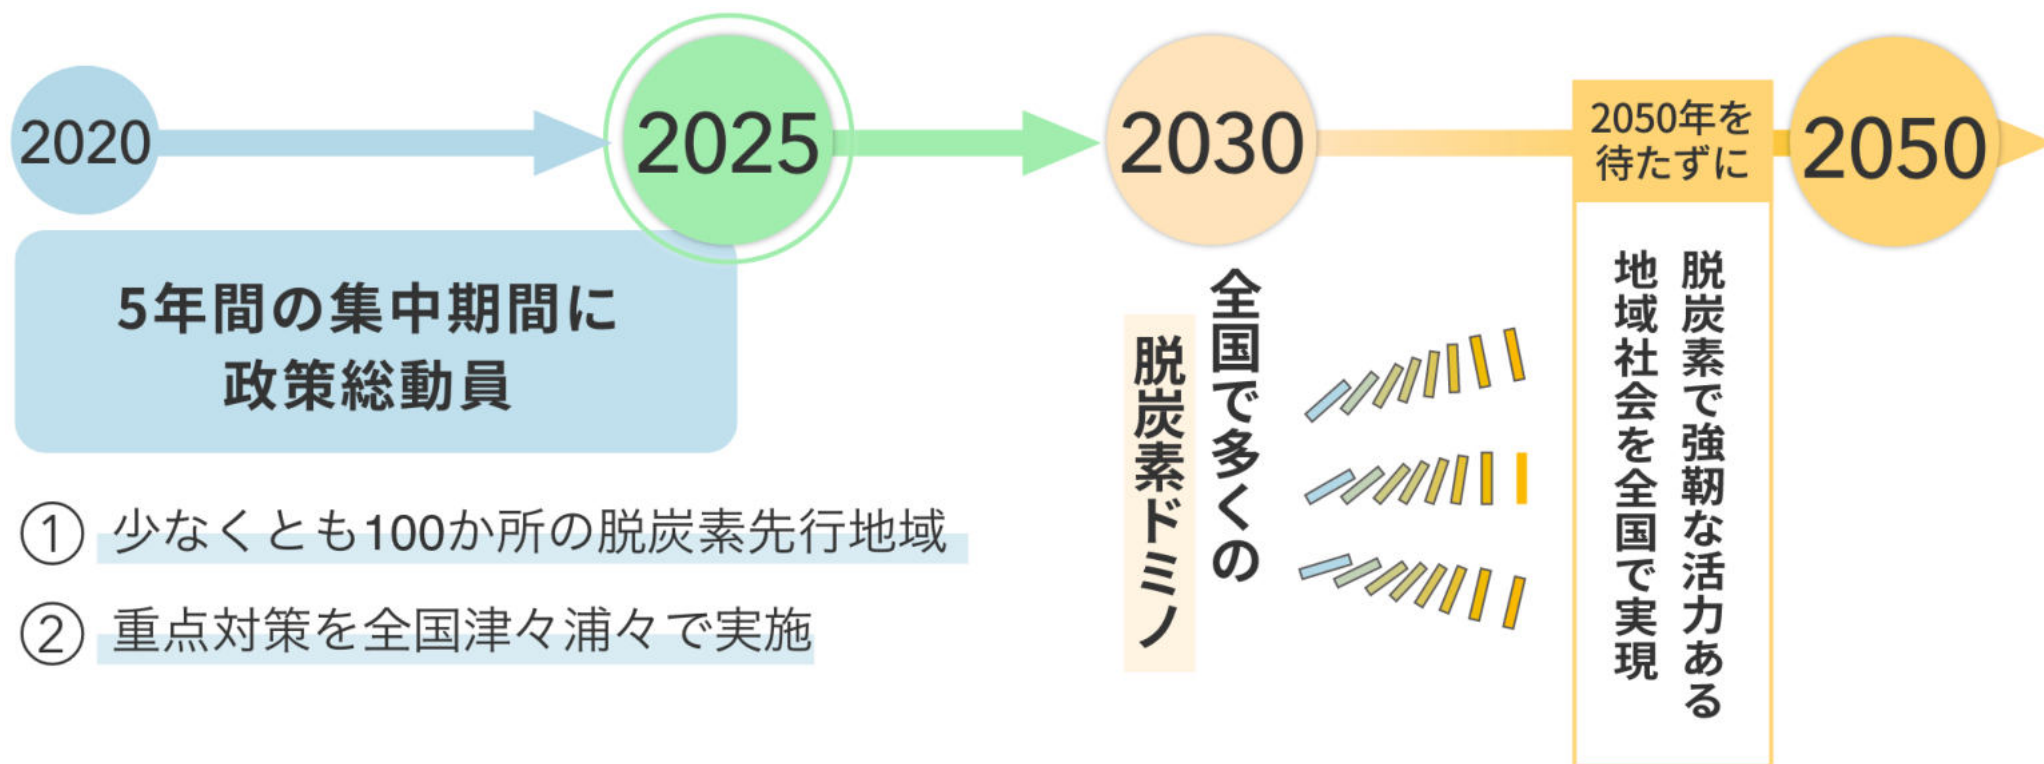 2020
2025
2030
2050年を
待たずに
2050
5年間の集中期間に
政策総動員
① 少なくとも100か所の脱炭素先行地域
② 重点対策を全国津々浦々で実施
全国で多くの
脱炭素ドミノ
脱炭素で強靭な活力ある
地域社会を全国で実現